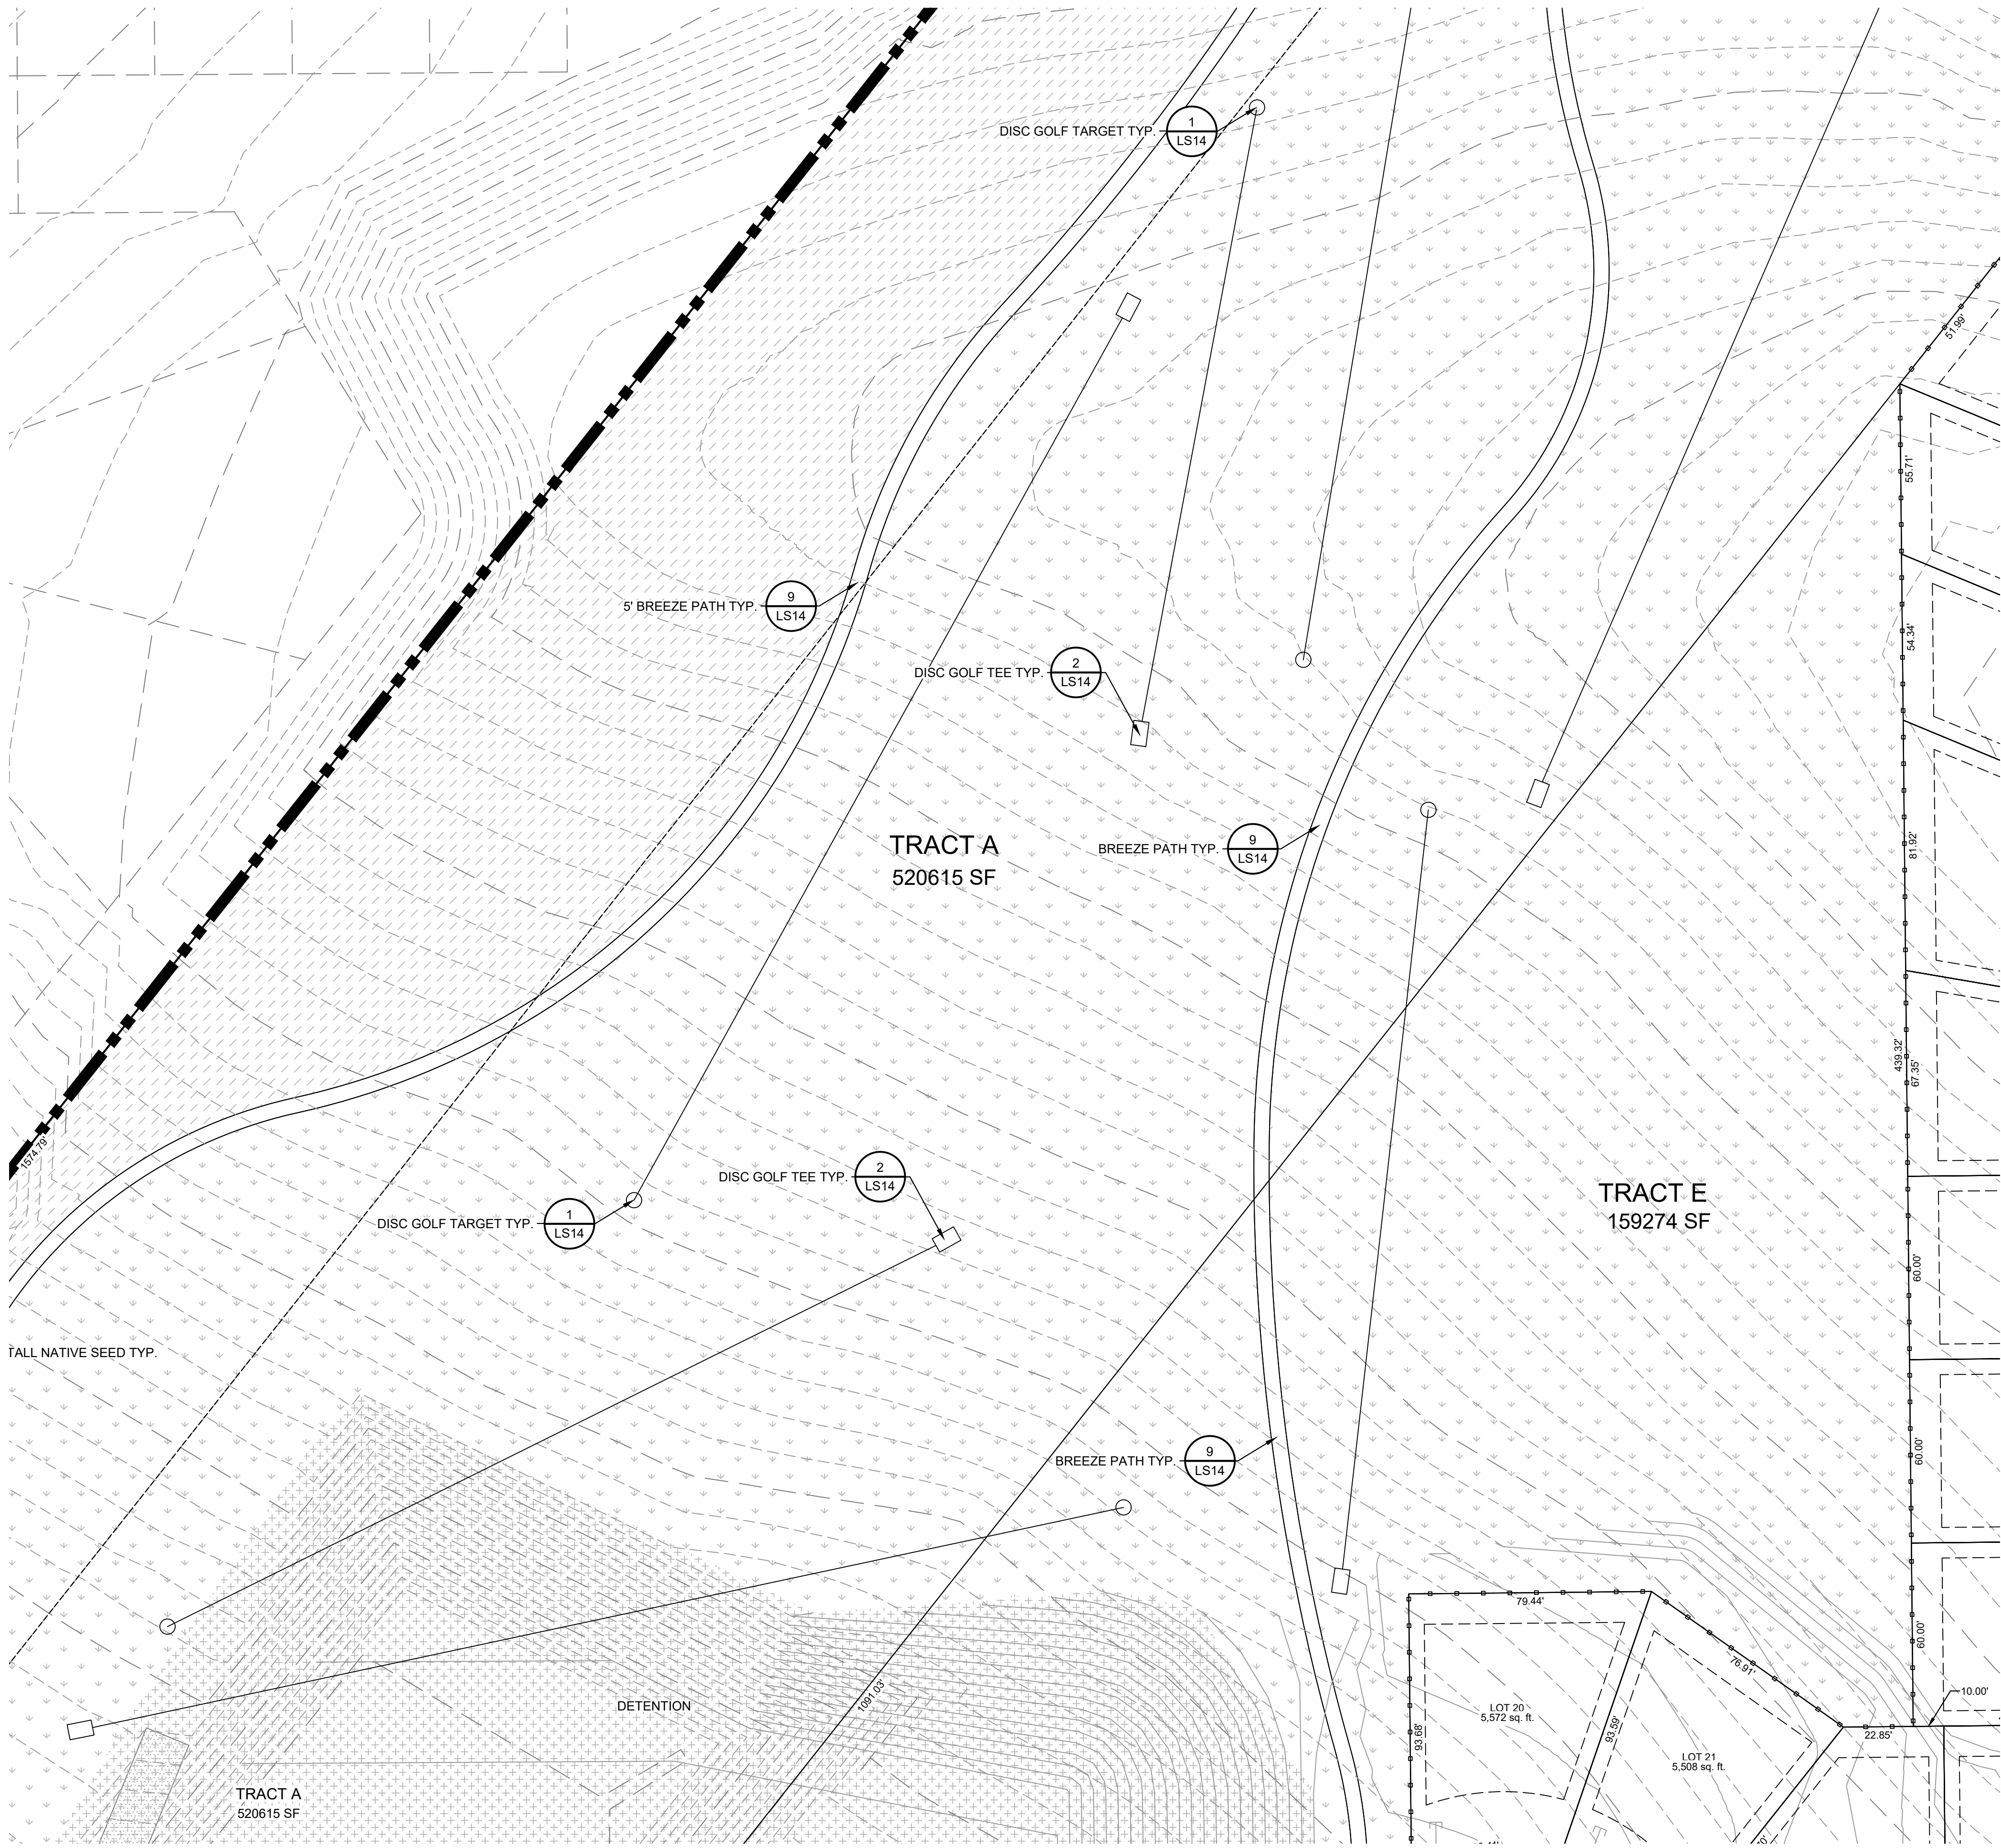 DISC GOLF TARGET TYP.
1
LS14
51.99'
55.71'
5' BREEZE PATH TYP.
9
LS14
54.34'
DISC GOLF TEE TYP.
2
LS14
TRACT A
520615 SF
BREEZE PATH TYP.
9
LS14
81.92'
439.32'
67.35'
1574.79'
DISC GOLF TEE TYP.
2
LS14
TRACT E
159274 SF
DISC GOLF TARGET TYP.
1
LS14
60.00'
TALL NATIVE SEED TYP.
BREEZE PATH TYP.
9
LS14
60.00'
79.44'
60.00'
76.91'
1091.03'
DETENTION
10.00'
LOT 20
5,572 sq. ft.
93.68'
93.59'
22.85'
LOT 21
5,508 sq. ft.
TRACT A
520615 SF